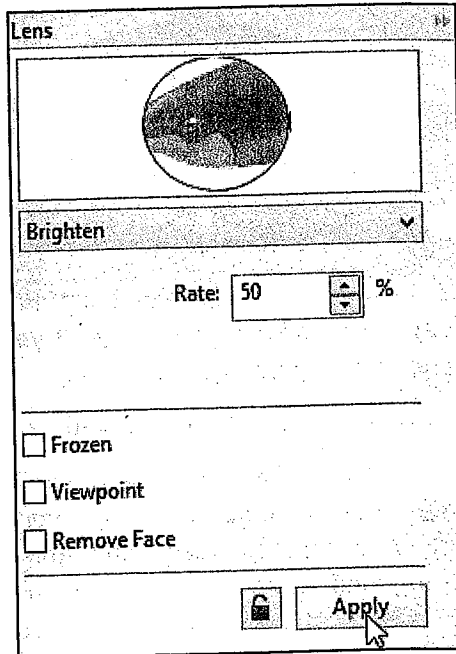 Lens
Brighten
Rate: 50 %
Frozen
Viewpoint
Remove Face
Apply